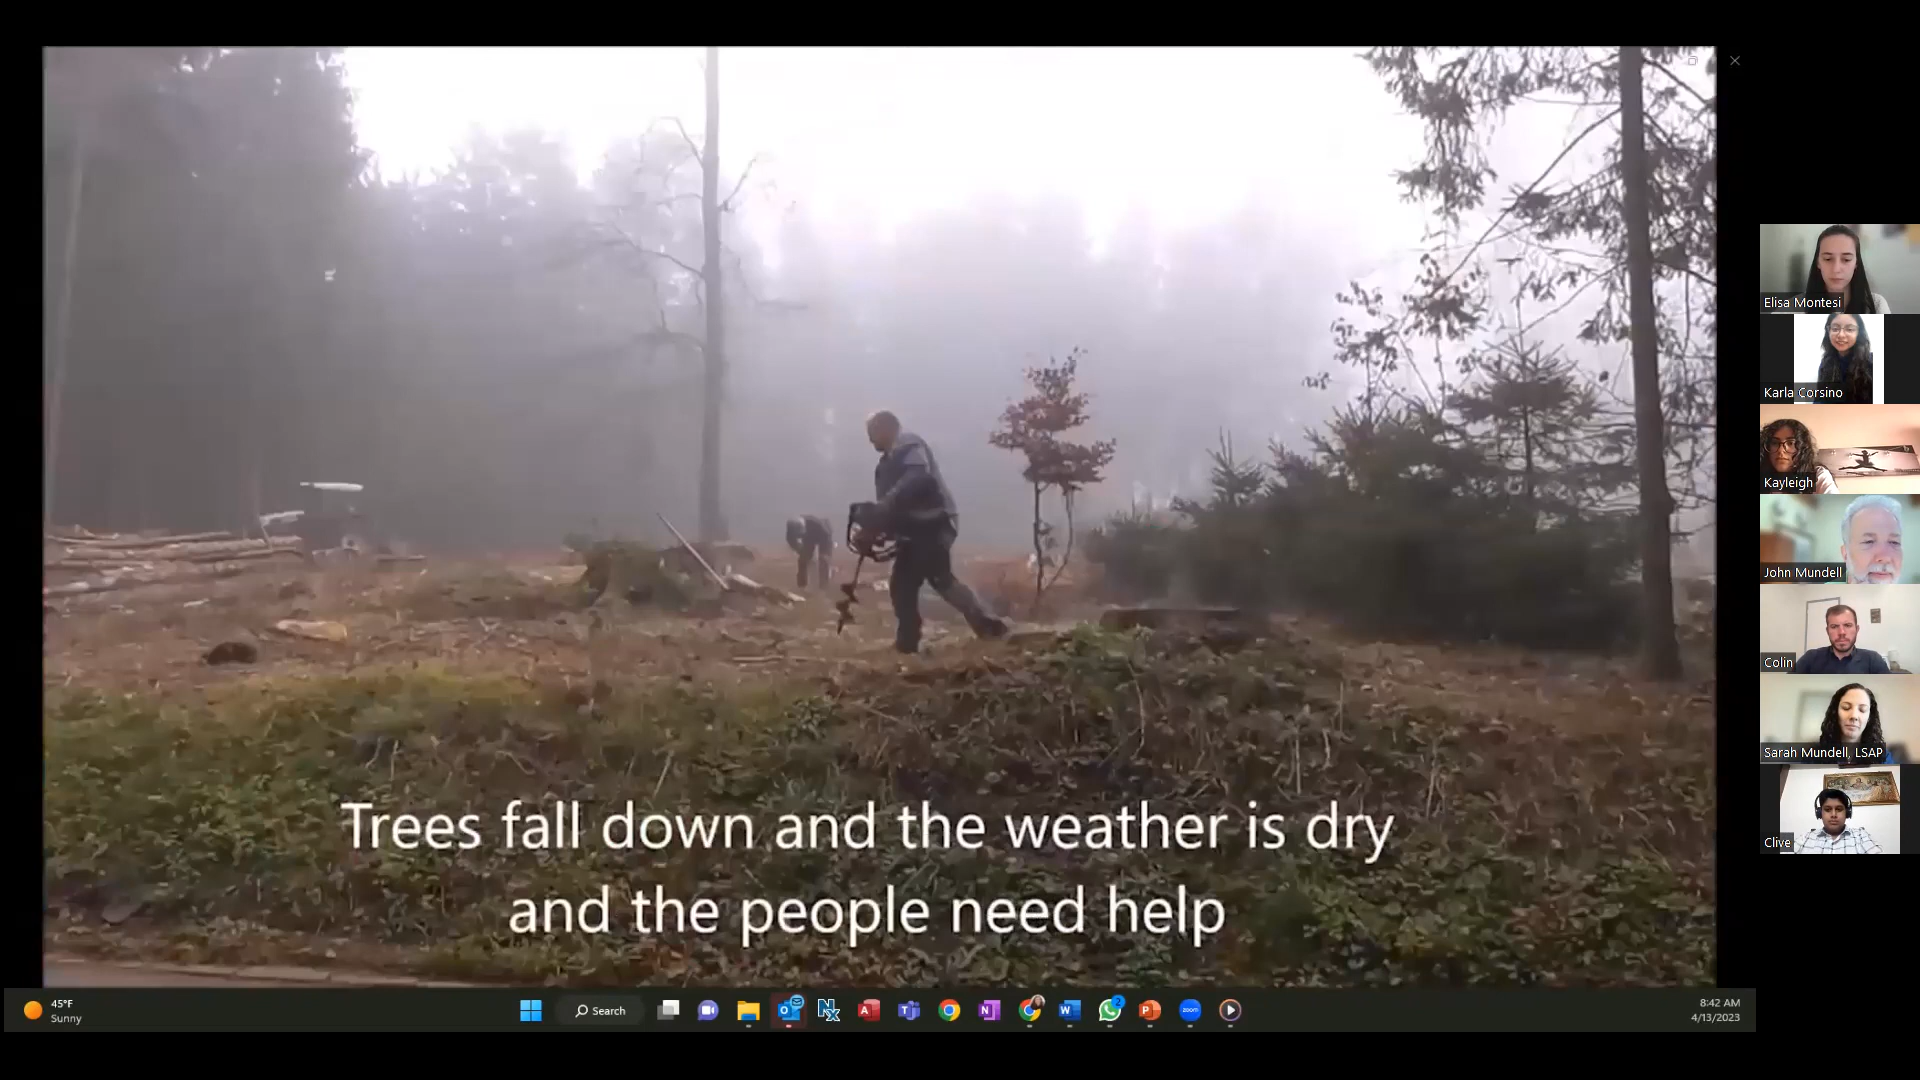 Trees fall down and the weather is dry
and the people need help
Elisa Montesi
Karla Corsino
Kayleigh
John Mundell
Colin
Sarah Mundell, LSAP
Clive
45°F
Sunny
Search
8:42 AM
4/13/2023